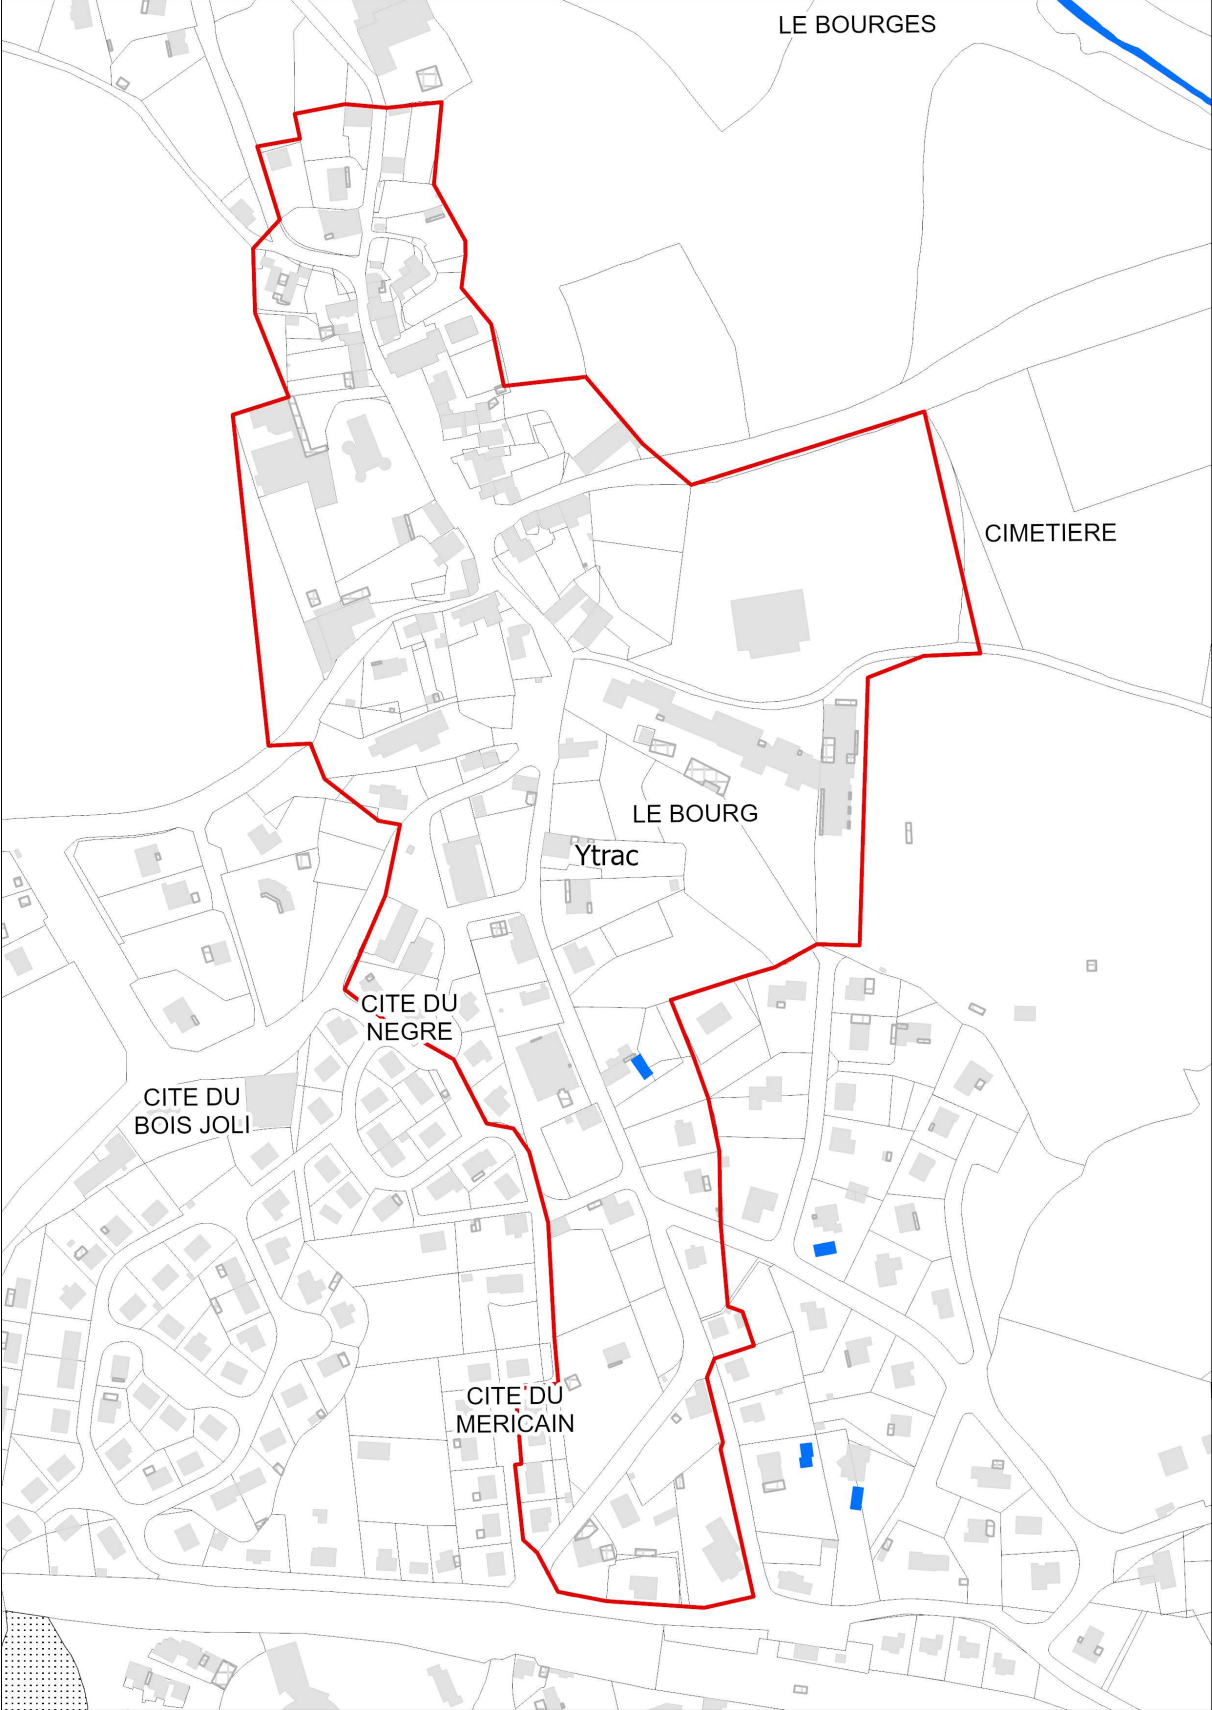 LE BOURGES
CIMETIERE
LE BOURG
Ytrac
CITE DU
NEGRE
CITE DU
BOIS JOLI
CITE DU
MERICAIN